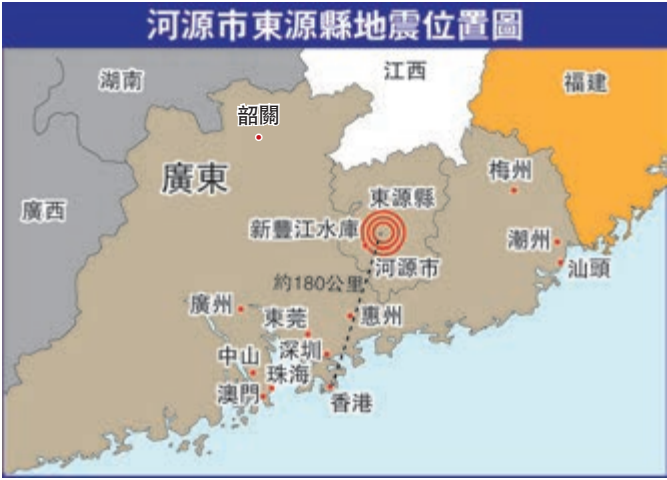 河源市東源縣地震位置圖
湖南
江西
福建
韶關
廣東
梅州
東源縣
廣西
新豐江水庫
潮州
河源市
汕頭
約180公里
廣州
東莞
惠州
中山
深圳
珠海
澳門
香港